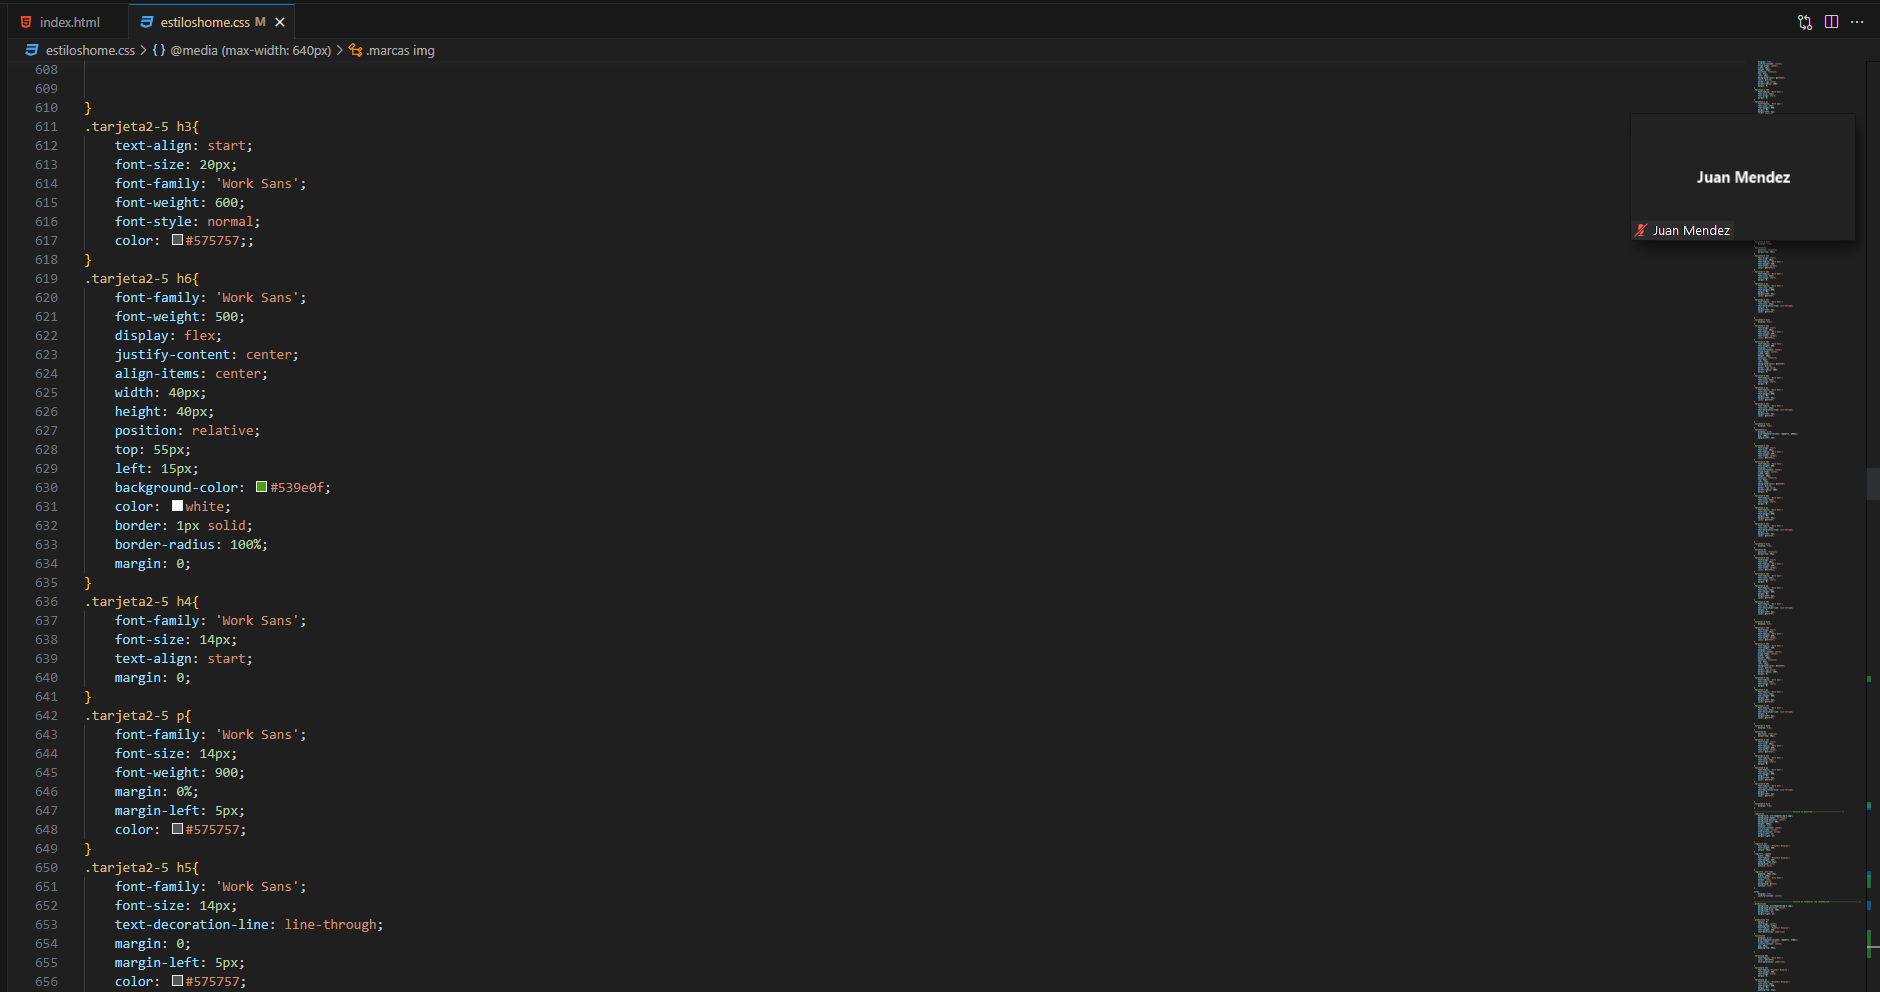 index.html
estiloshome.css M
estiloshome.css > {} @media (max-width: 640px) > .marcas img
608
609
610 }
611 .tarjeta2-5 h3{
612 text-align: start;
613 font-size: 20px;
614 font-family: 'Work Sans';
615 font-weight: 600;
616 font-style: normal;
617 color: #575757;;
618 }
619 .tarjeta2-5 h6{
620 font-family: 'Work Sans';
621 font-weight: 500;
622 display: flex;
623 justify-content: center;
624 align-items: center;
625 width: 40px;
626 height: 40px;
627 position: relative;
628 top: 55px;
629 left: 15px;
630 background-color: #539e0f;
631 color: white;
632 border: 1px solid;
633 border-radius: 100%;
634 margin: 0;
635 }
636 .tarjeta2-5 h4{
637 font-family: 'Work Sans';
638 font-size: 14px;
639 text-align: start;
640 margin: 0;
641 }
642 .tarjeta2-5 p{
643 font-family: 'Work Sans';
644 font-size: 14px;
645 font-weight: 900;
646 margin: 0%;
647 margin-left: 5px;
648 color: #575757;
649 }
650 .tarjeta2-5 h5{
651 font-family: 'Work Sans';
652 font-size: 14px;
653 text-decoration-line: line-through;
654 margin: 0;
655 margin-left: 5px;
656 color: #575757;
Juan Mendez
Juan Mendez